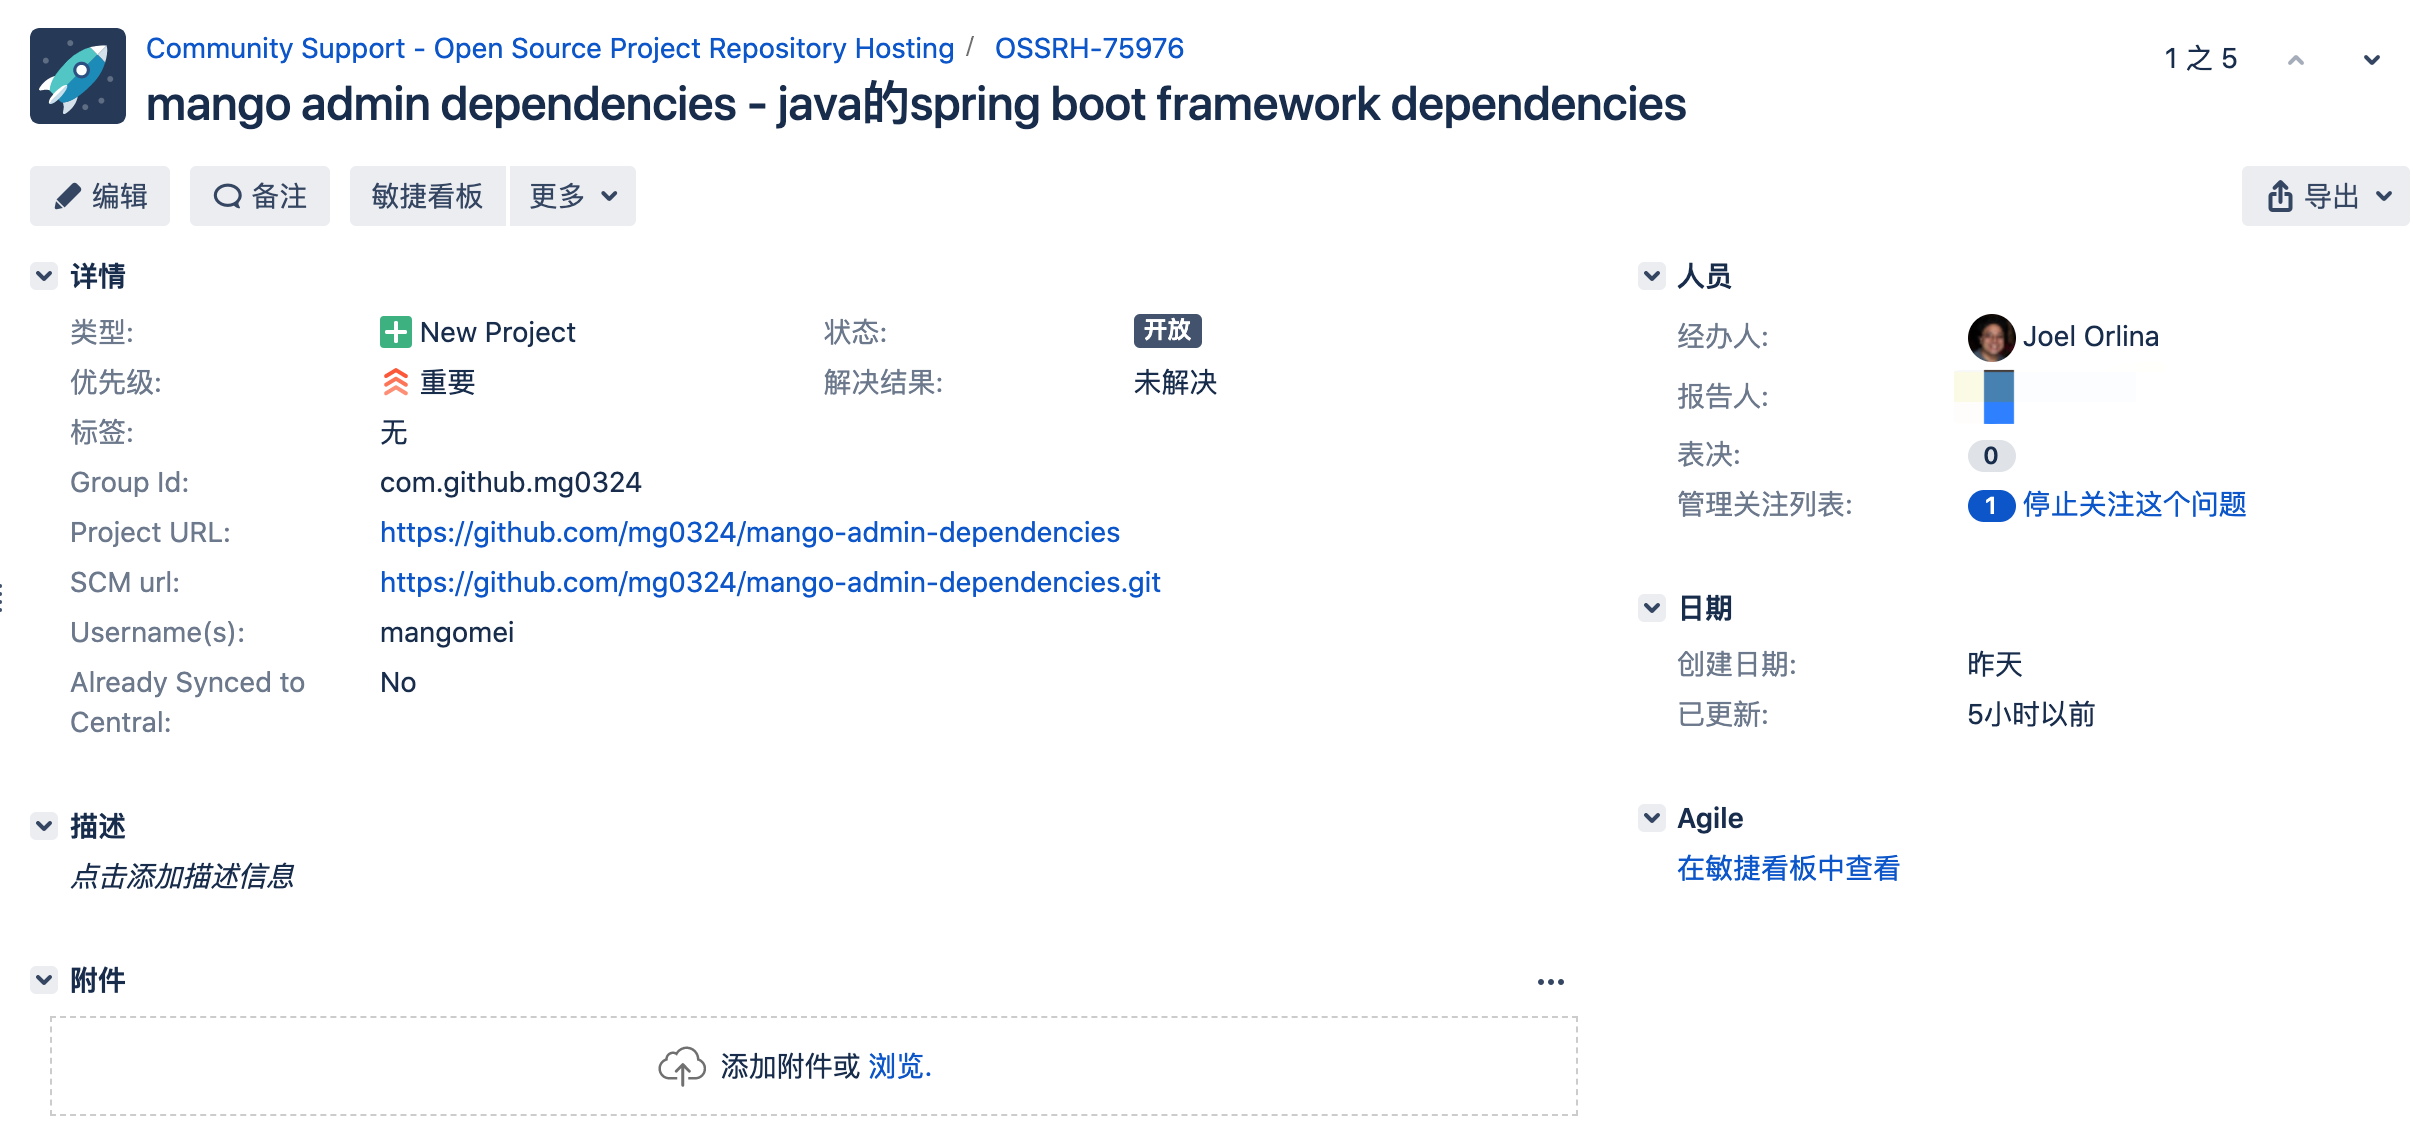 Community Support - Open Source Project Repository Hosting / OSSRH-75976
1 之 5
mango admin dependencies - java的spring boot framework dependencies
编辑 备注 敏捷看板 更多 导出
详情
类型: New Project 状态: 开放
优先级: 重要 解决结果: 未解决
标签: 无
Group Id: com.github.mg0324
Project URL: https://github.com/mg0324/mango-admin-dependencies
SCM url: https://github.com/mg0324/mango-admin-dependencies.git
Username(s): mangomei
Already Synced to Central: No
描述
点击添加描述信息
附件
添加附件或 浏览.
人员
经办人: Joel Orlina
报告人:
表决: 0
管理关注列表: 1 停止关注这个问题
日期
创建日期: 昨天
已更新: 5小时以前
Agile
在敏捷看板中查看